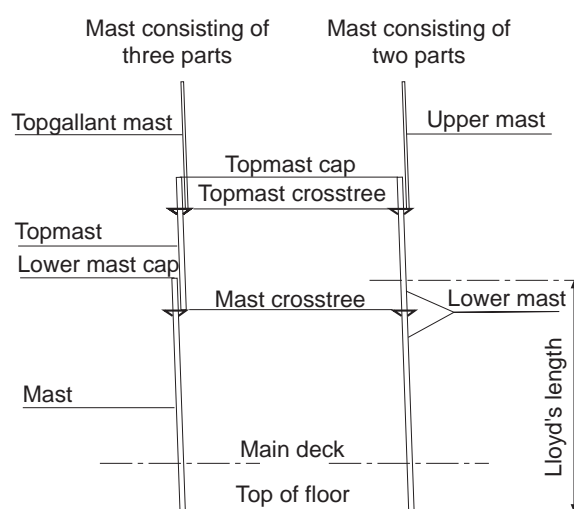 Mast consisting of
three parts
Mast consisting of
two parts
Topgallant mast
Upper mast
Topmast cap
Topmast crosstree
Topmast
Lower mast cap
Mast crosstree
Lower mast
Mast
Lloyd's length
Main deck
Top of floor